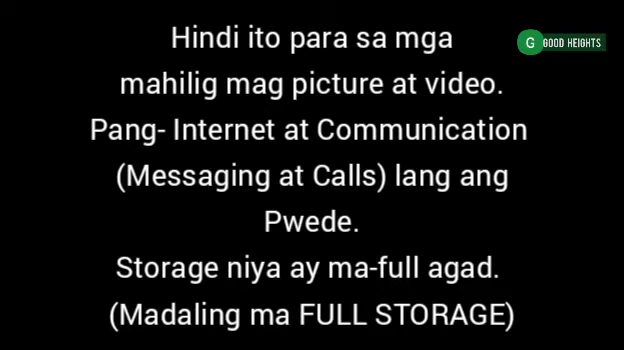 Hindi ito para sa mga
mahilig mag picture at video.
Pang- Internet at Communication
(Messaging at Calls) lang ang
Pwede.
Storage niya ay ma-full agad.
(Madaling ma FULL STORAGE)
G GOOD HEIGHTS